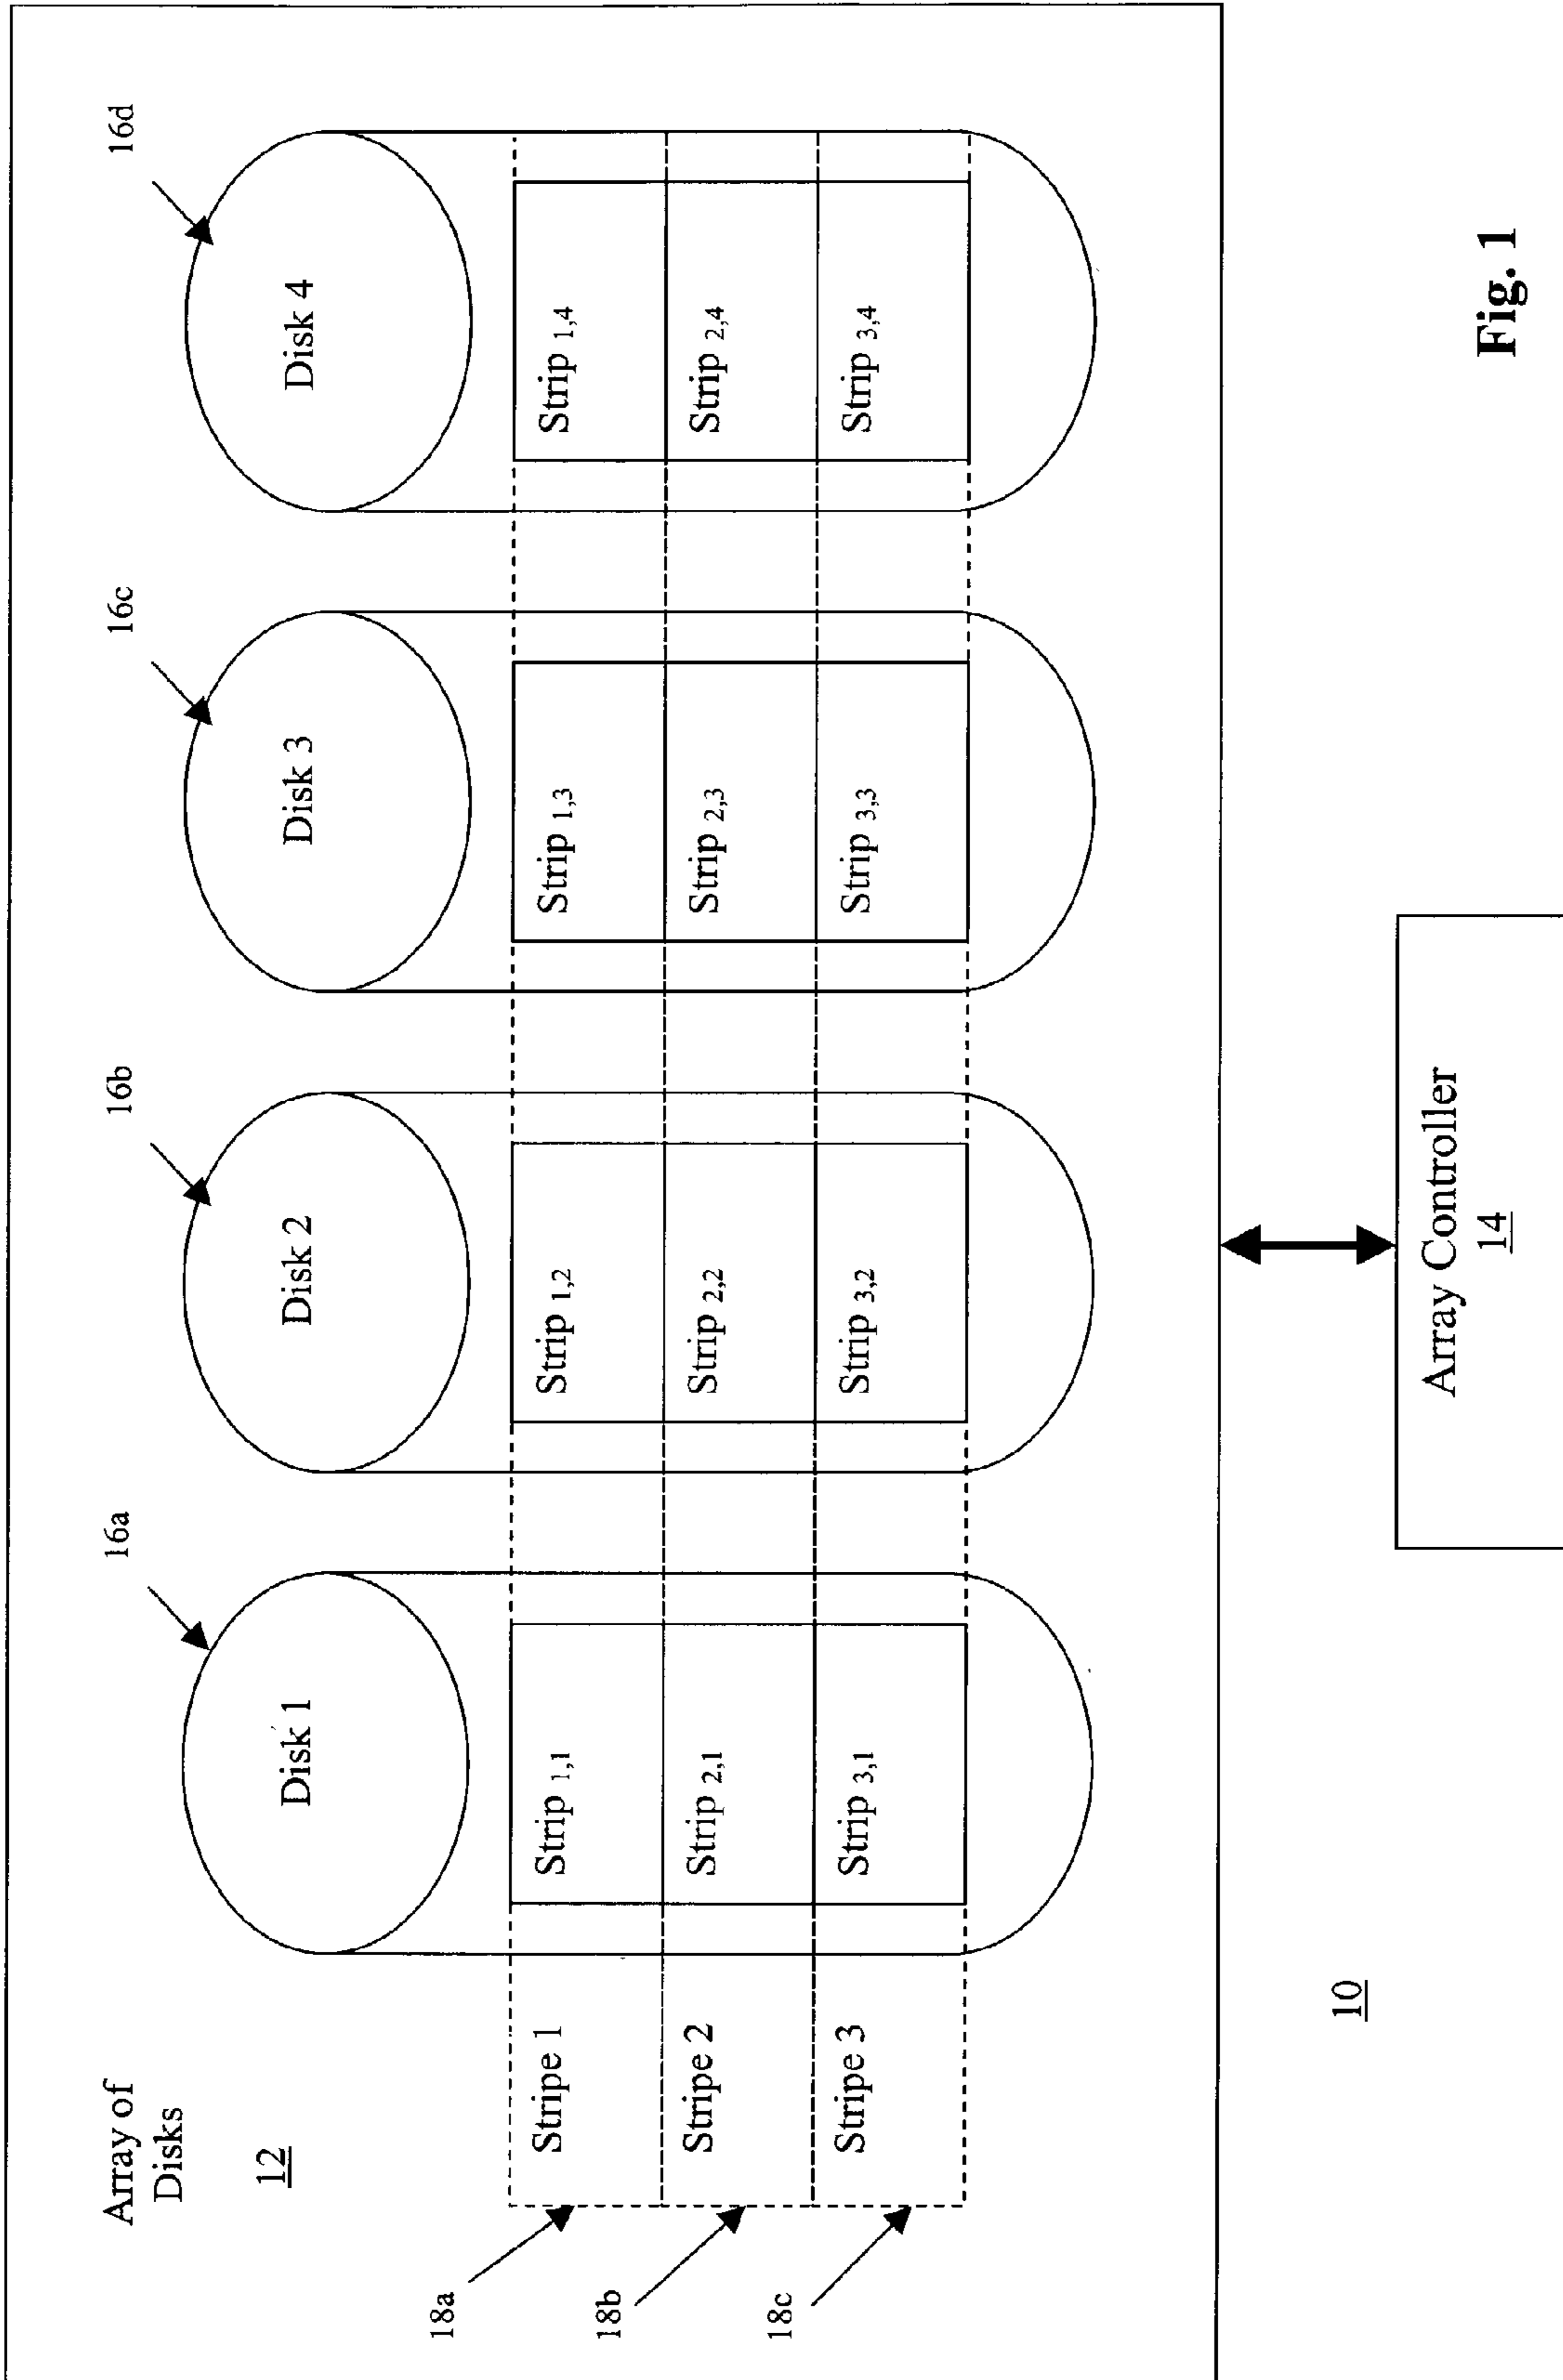 Array of
Disks
12
16a
16b
16c
16d
Disk 1
Disk 2
Disk 3
Disk 4
18a
18b
18c
Stripe 1
Strip 1,1
Strip 1,2
Strip 1,3
Strip 1,4
Stripe 2
Strip 2,1
Strip 2,2
Strip 2,3
Strip 2,4
Stripe 3
Strip 3,1
Strip 3,2
Strip 3,3
Strip 3,4
10
Array Controller
14
Fig. 1